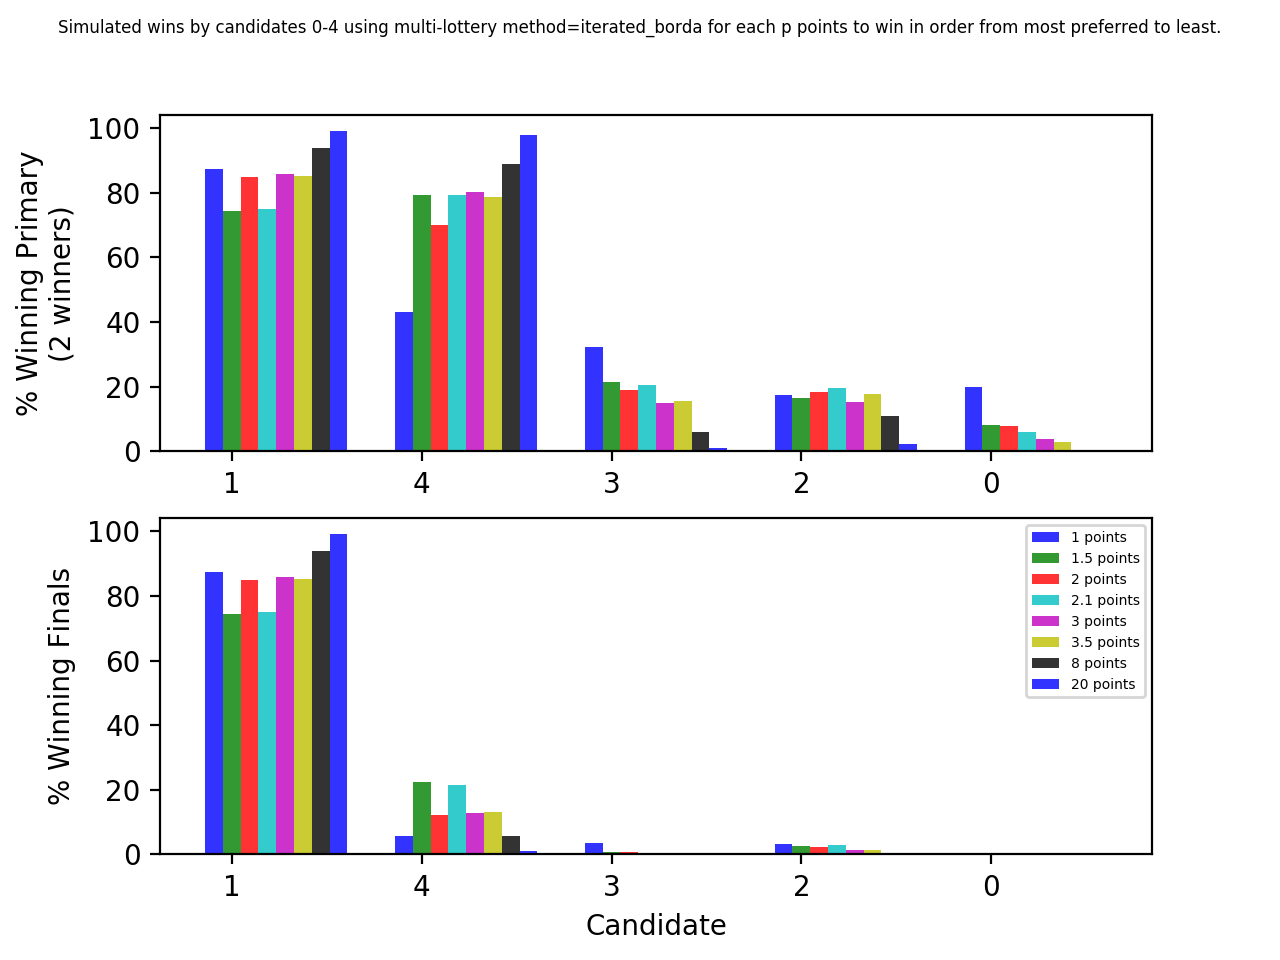 Simulated wins by candidates 0-4 using multi-lottery method=iterated_borda for each p points to win in order from most preferred to least.
% Winning Primary
(2 winners)
100
80
60
40
20
0
1 4 3 2 0
% Winning Finals
100
80
60
40
20
0
1 points
1.5 points
2 points
2.1 points
3 points
3.5 points
8 points
20 points
1 4 3 2 0
Candidate